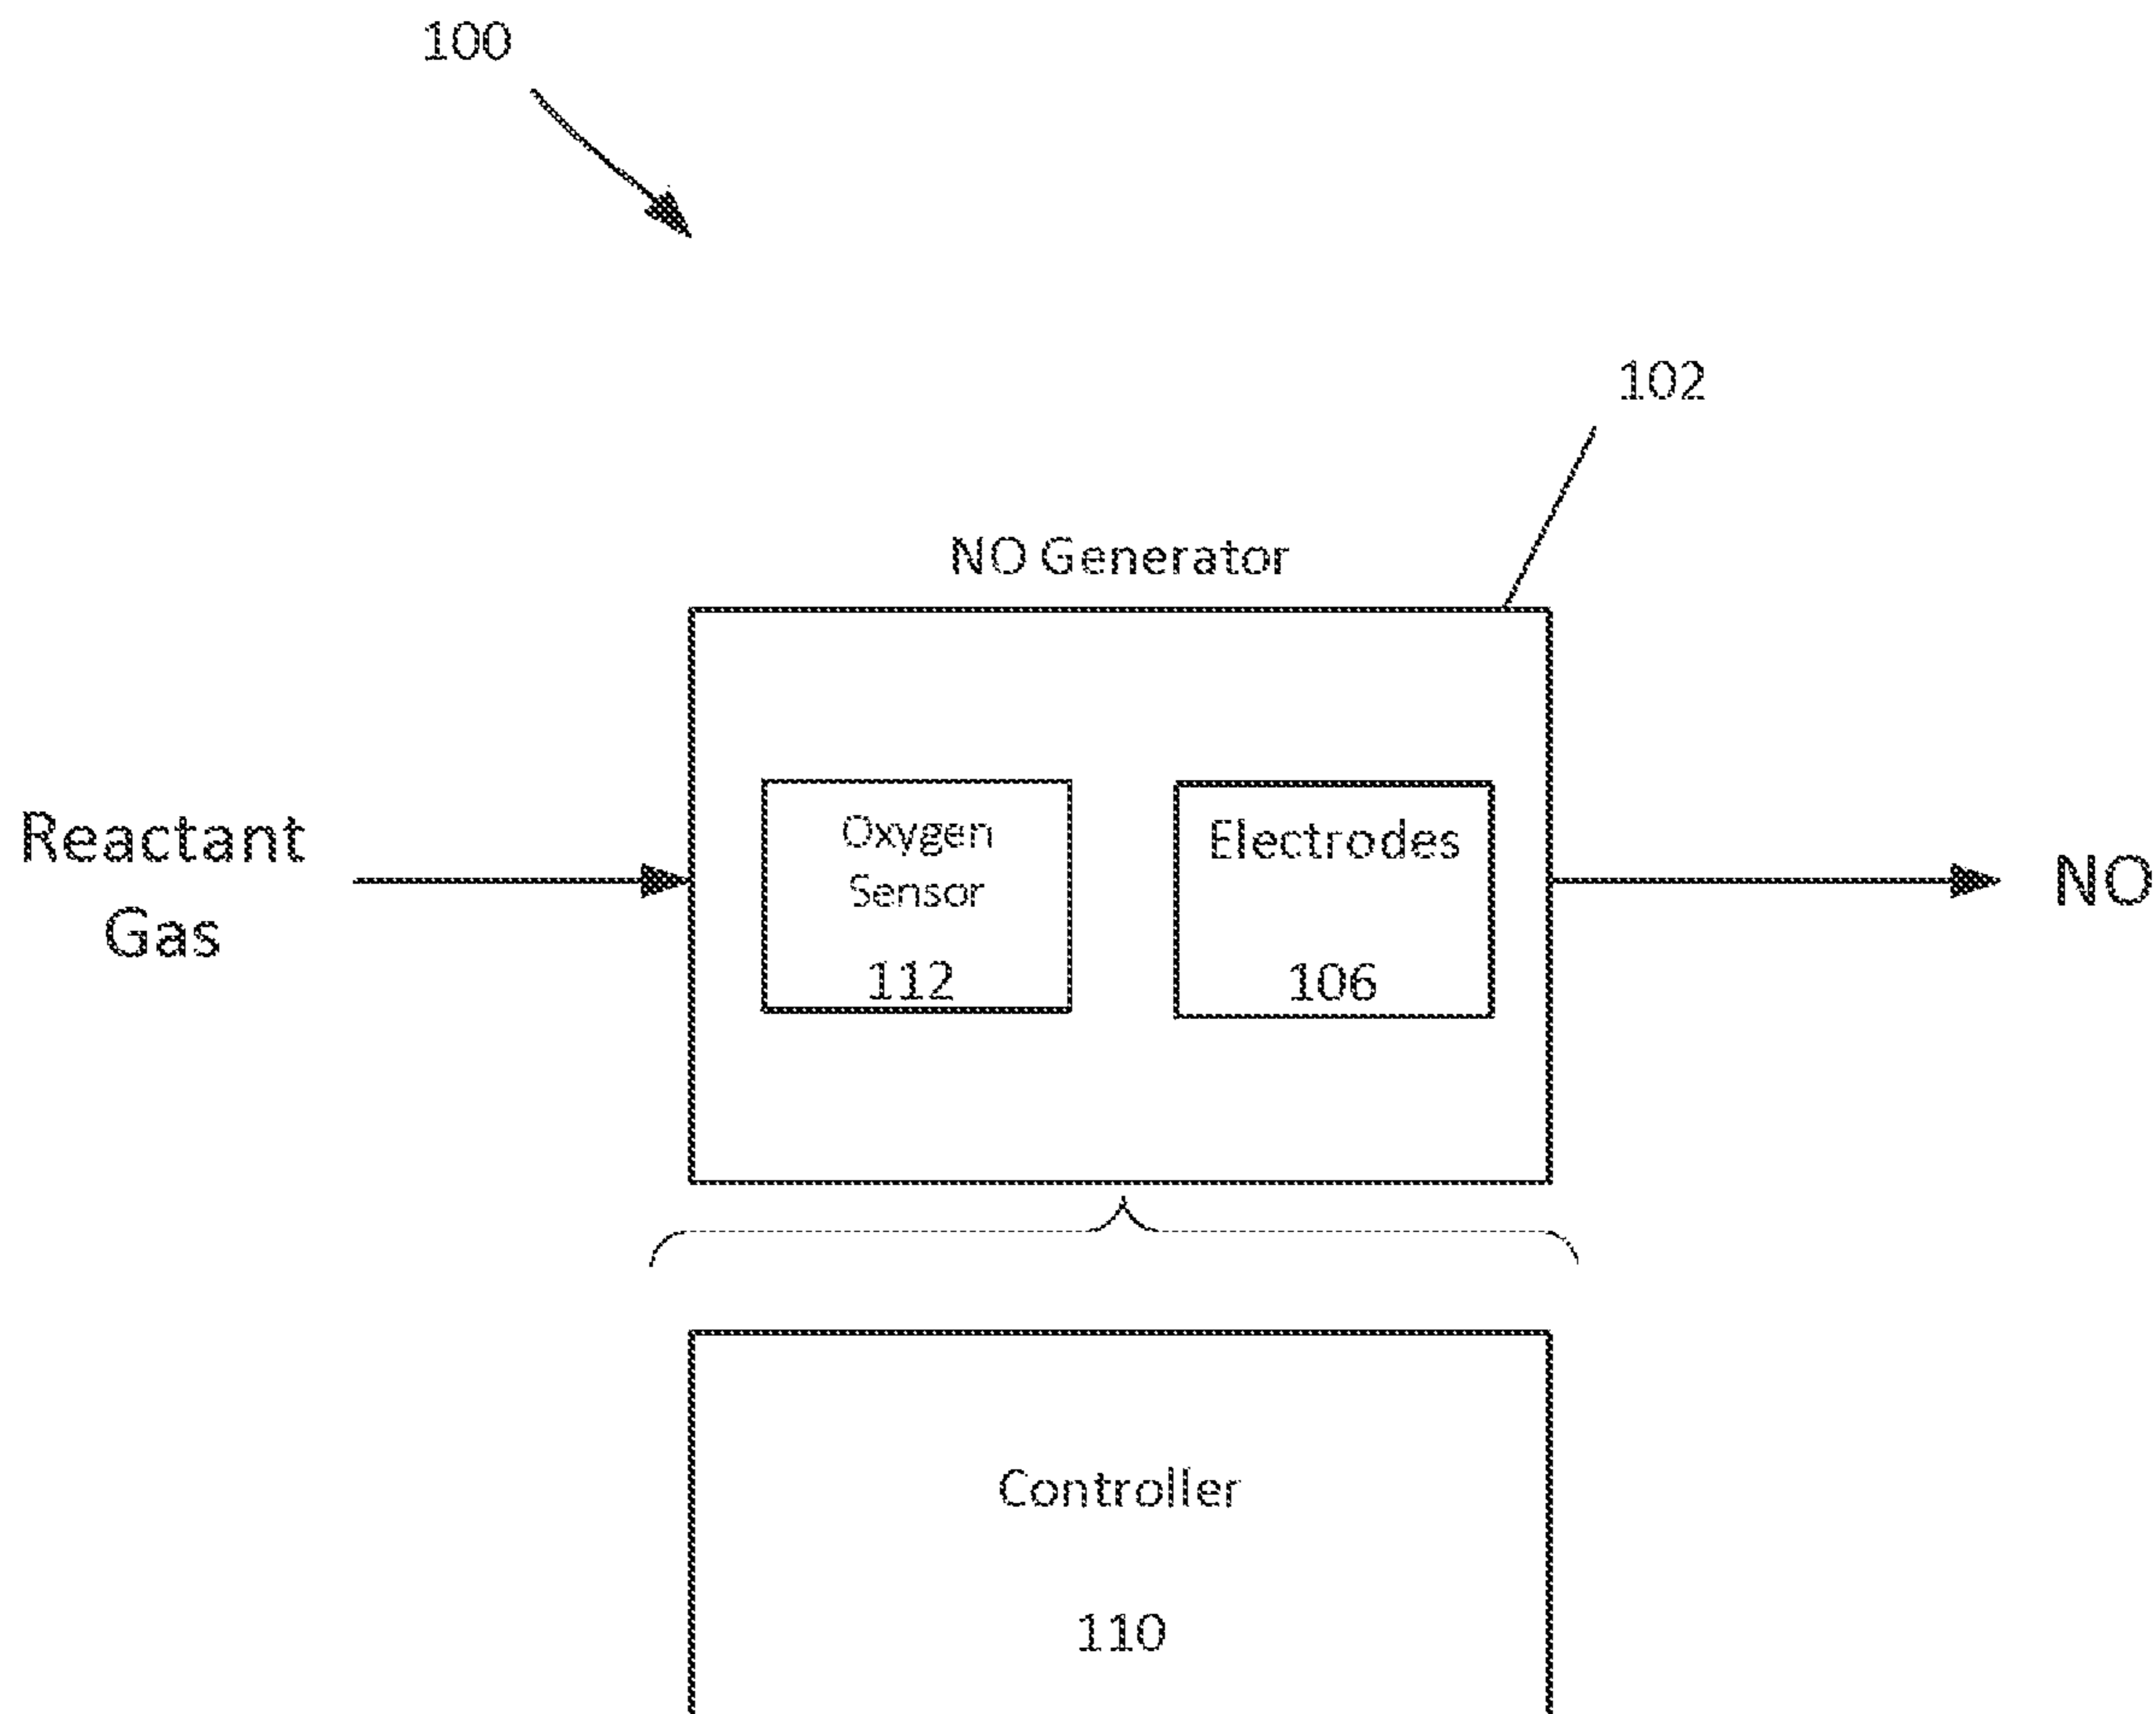 100
102
NO Generator
Reactant
Gas
Oxygen
Sensor
112
Electrodes
106
NO
Controller
110